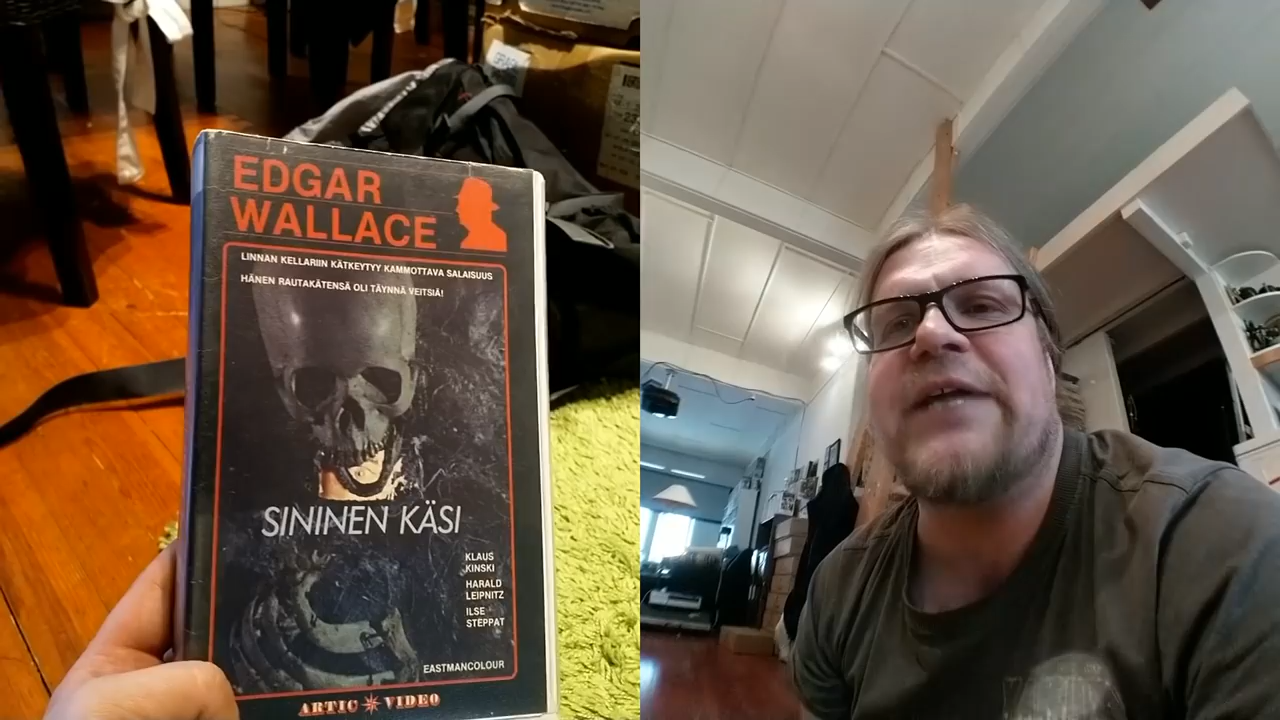 EDGAR
WALLACE
LINNAN KELLARIIN KÄTKEYTYY KAMMOTTAVA SALAISUUS
HÄNEN RAUTAKÄTENSÄ OLI TÄYNNÄ VEITSIÄ!
SININEN KÄSI
KLAUS
KINSKI
HARALD
LEIPNITZ
ILSE
STEPPAT
EASTMANCOLOUR
ARTIC VIDEO